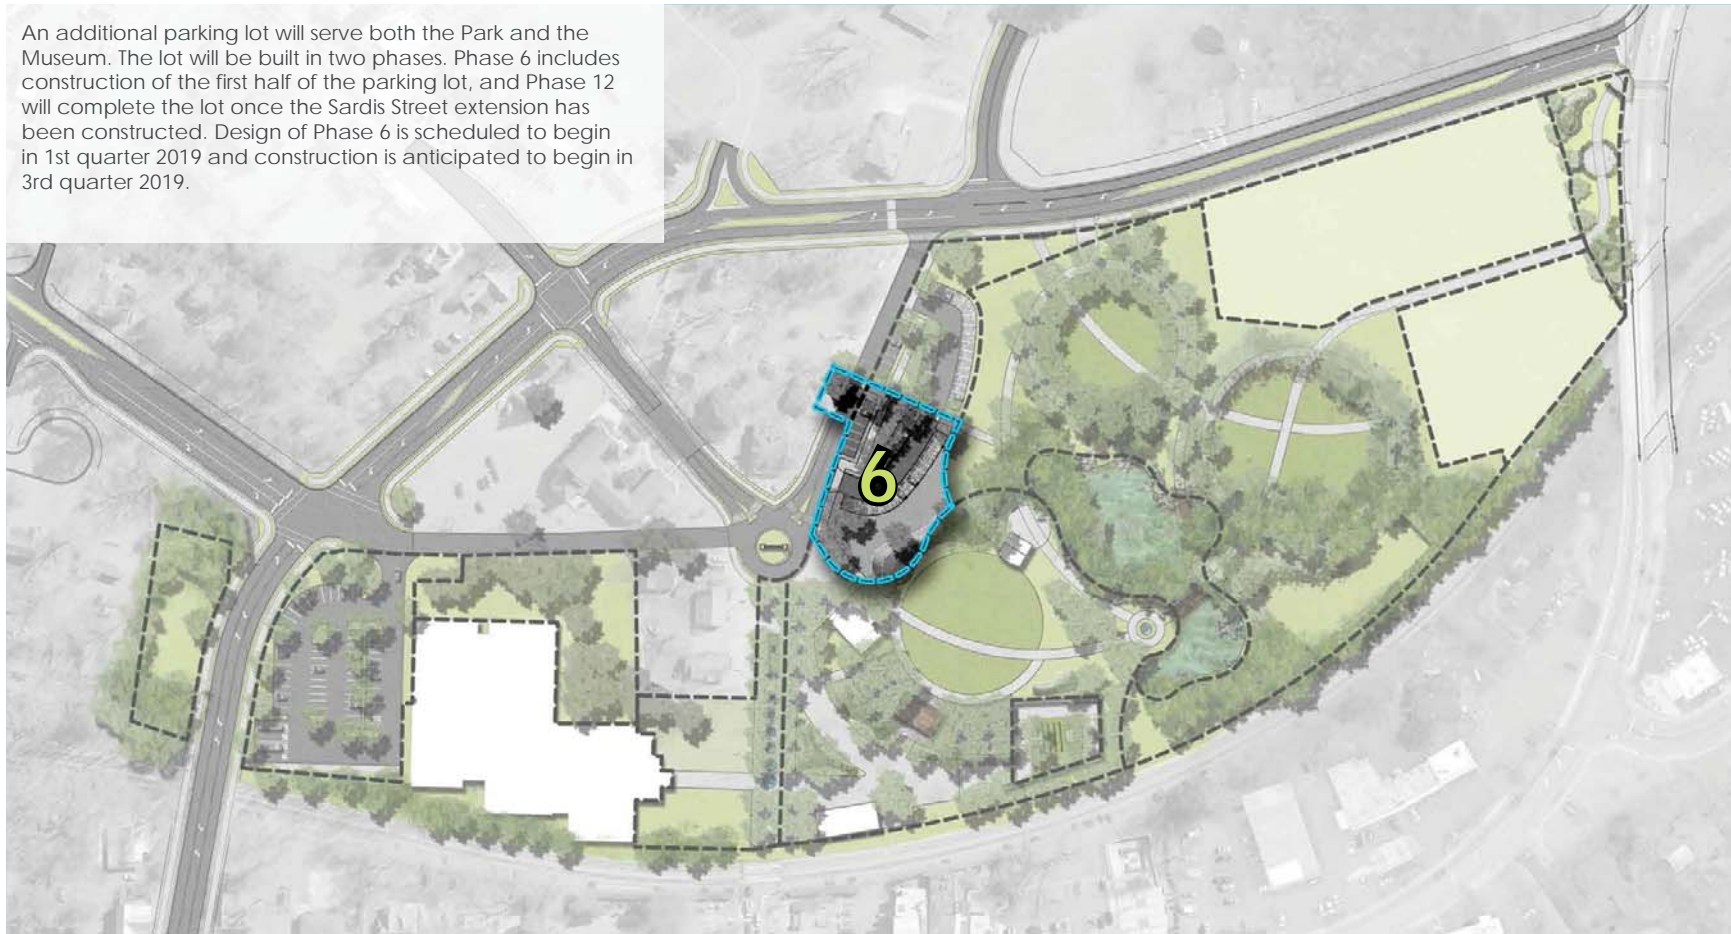 An additional parking lot will serve both the Park and the
Museum. The lot will be built in two phases. Phase 6 includes
construction of the first half of the parking lot, and Phase 12
will complete the lot once the Sardis Street extension has
been constructed. Design of Phase 6 is scheduled to begin
in 1st quarter 2019 and construction is anticipated to begin in
3rd quarter 2019.
6